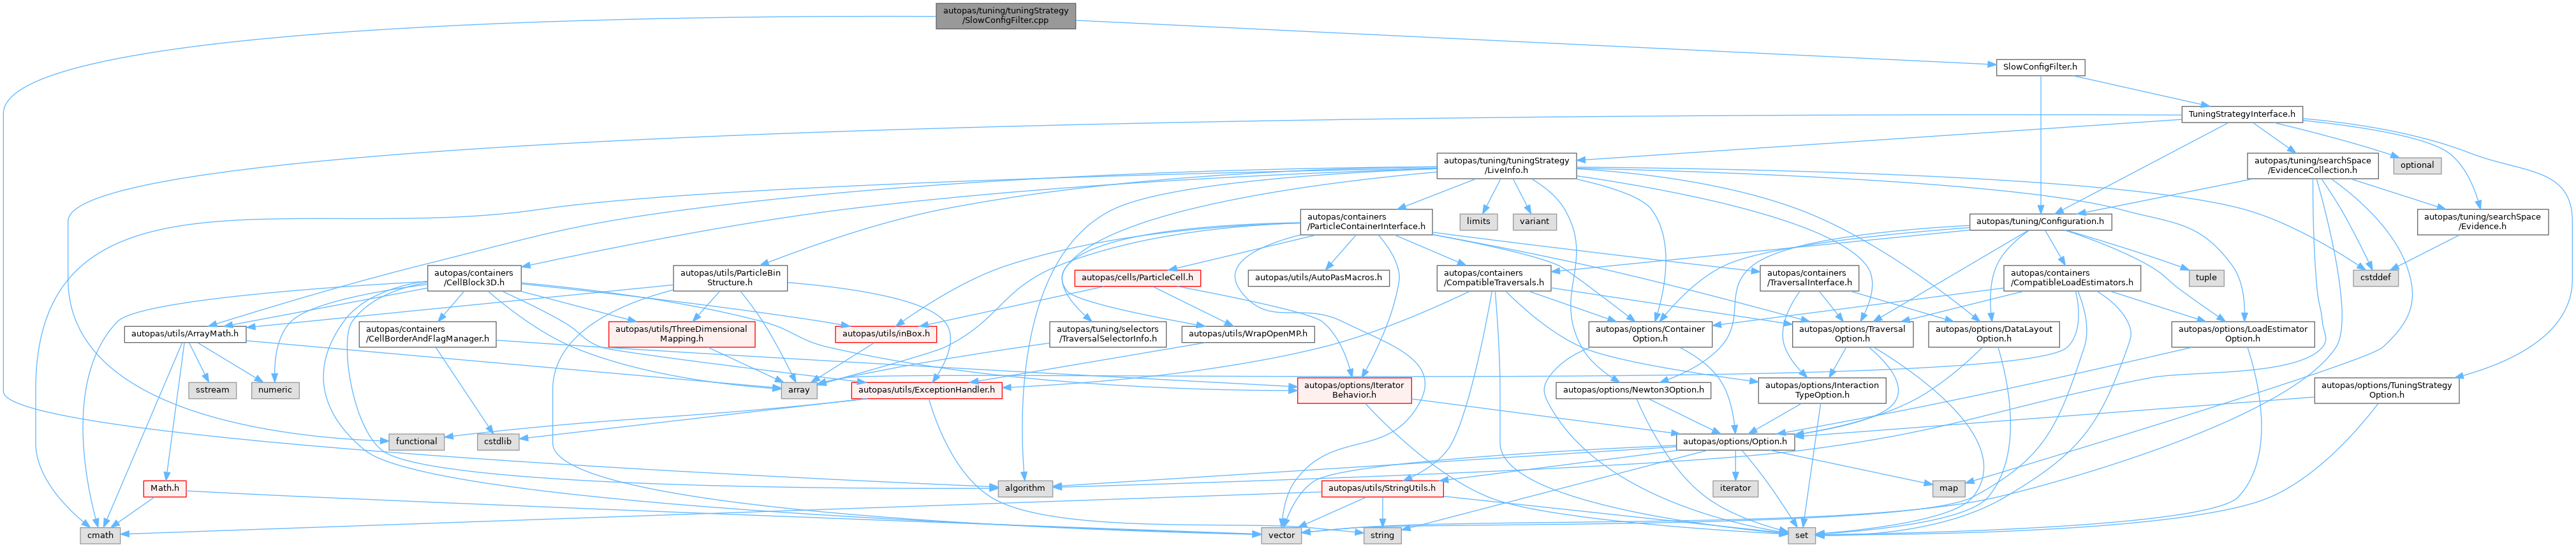 autopas/tuning/tuningStrategy
/SlowConfigFilter.cpp
SlowConfigFilter.h
TuningStrategyInterface.h
autopas/tuning/tuningStrategy
/LiveInfo.h
autopas/tuning/searchSpace
/EvidenceCollection.h
optional
autopas/containers
/ParticleContainerInterface.h
limits
variant
autopas/tuning/Configuration.h
autopas/tuning/searchSpace
/Evidence.h
autopas/containers
/CellBlock3D.h
autopas/utils/ParticleBin
Structure.h
autopas/cells/ParticleCell.h
autopas/utils/AutoPasMacros.h
autopas/containers
/CompatibleTraversals.h
autopas/containers
/TraversalInterface.h
autopas/containers
/CompatibleLoadEstimators.h
tuple
cstddef
autopas/utils/ArrayMath.h
autopas/containers
/CellBorderAndFlagManager.h
autopas/utils/ThreeDimensional
Mapping.h
autopas/utils/inBox.h
autopas/tuning/selectors
/TraversalSelectorInfo.h
autopas/utils/WrapOpenMP.h
autopas/options/Container
Option.h
autopas/options/Traversal
Option.h
autopas/options/DataLayout
Option.h
autopas/options/LoadEstimator
Option.h
sstream
numeric
array
autopas/utils/ExceptionHandler.h
autopas/options/Iterator
Behavior.h
autopas/options/Newton3Option.h
autopas/options/Interaction
TypeOption.h
autopas/options/TuningStrategy
Option.h
functional
cstdlib
autopas/options/Option.h
Math.h
algorithm
autopas/utils/StringUtils.h
iterator
map
cmath
vector
string
set